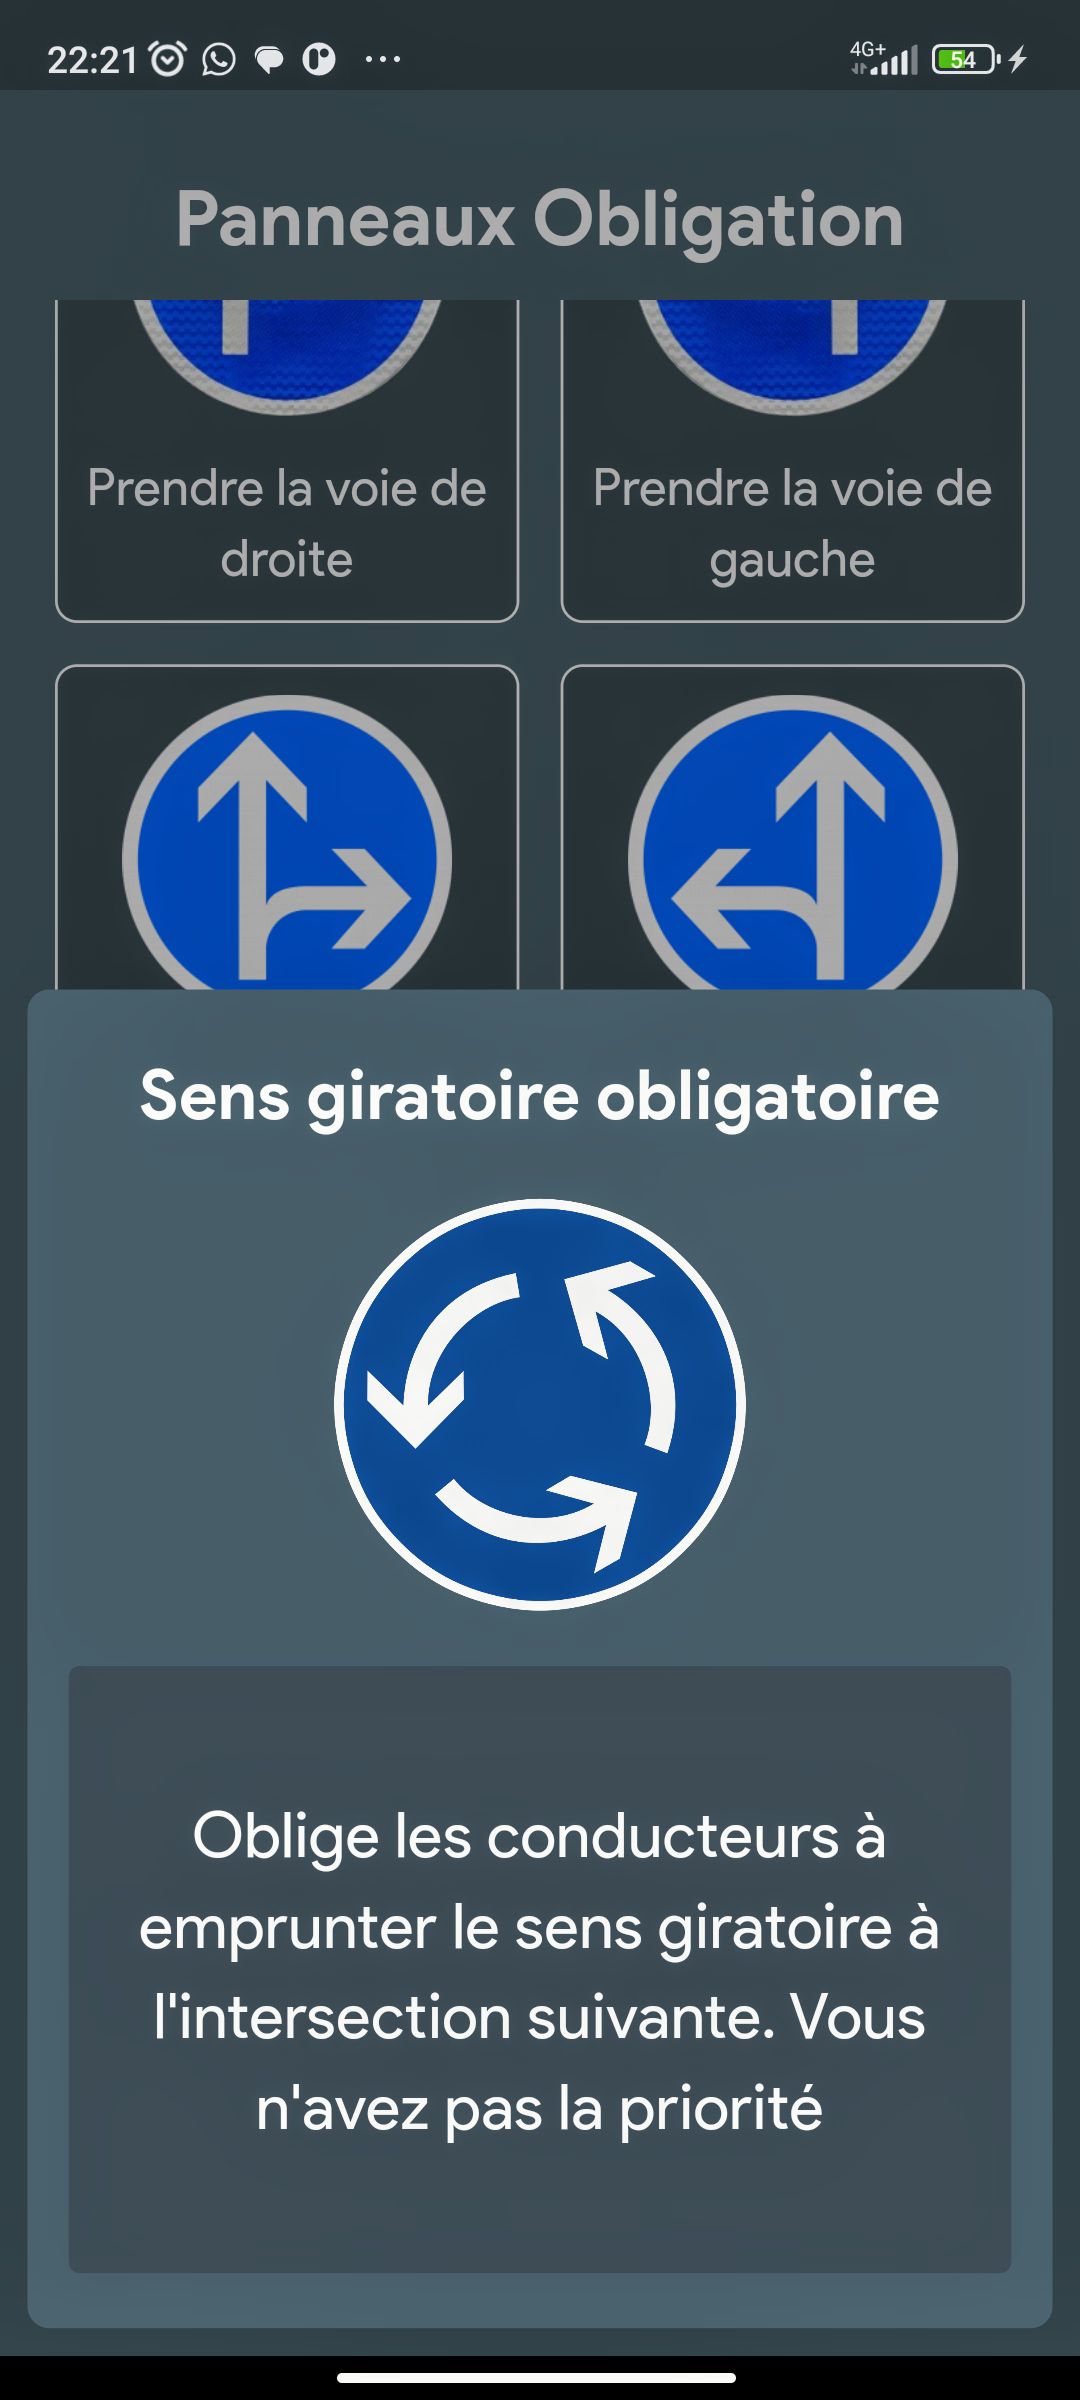 22:21
4G+
54
Panneaux Obligation
Prendre la voie de
droite
Prendre la voie de
gauche
Sens giratoire obligatoire
Oblige les conducteurs à
emprunter le sens giratoire à
l'intersection suivante. Vous
n'avez pas la priorité